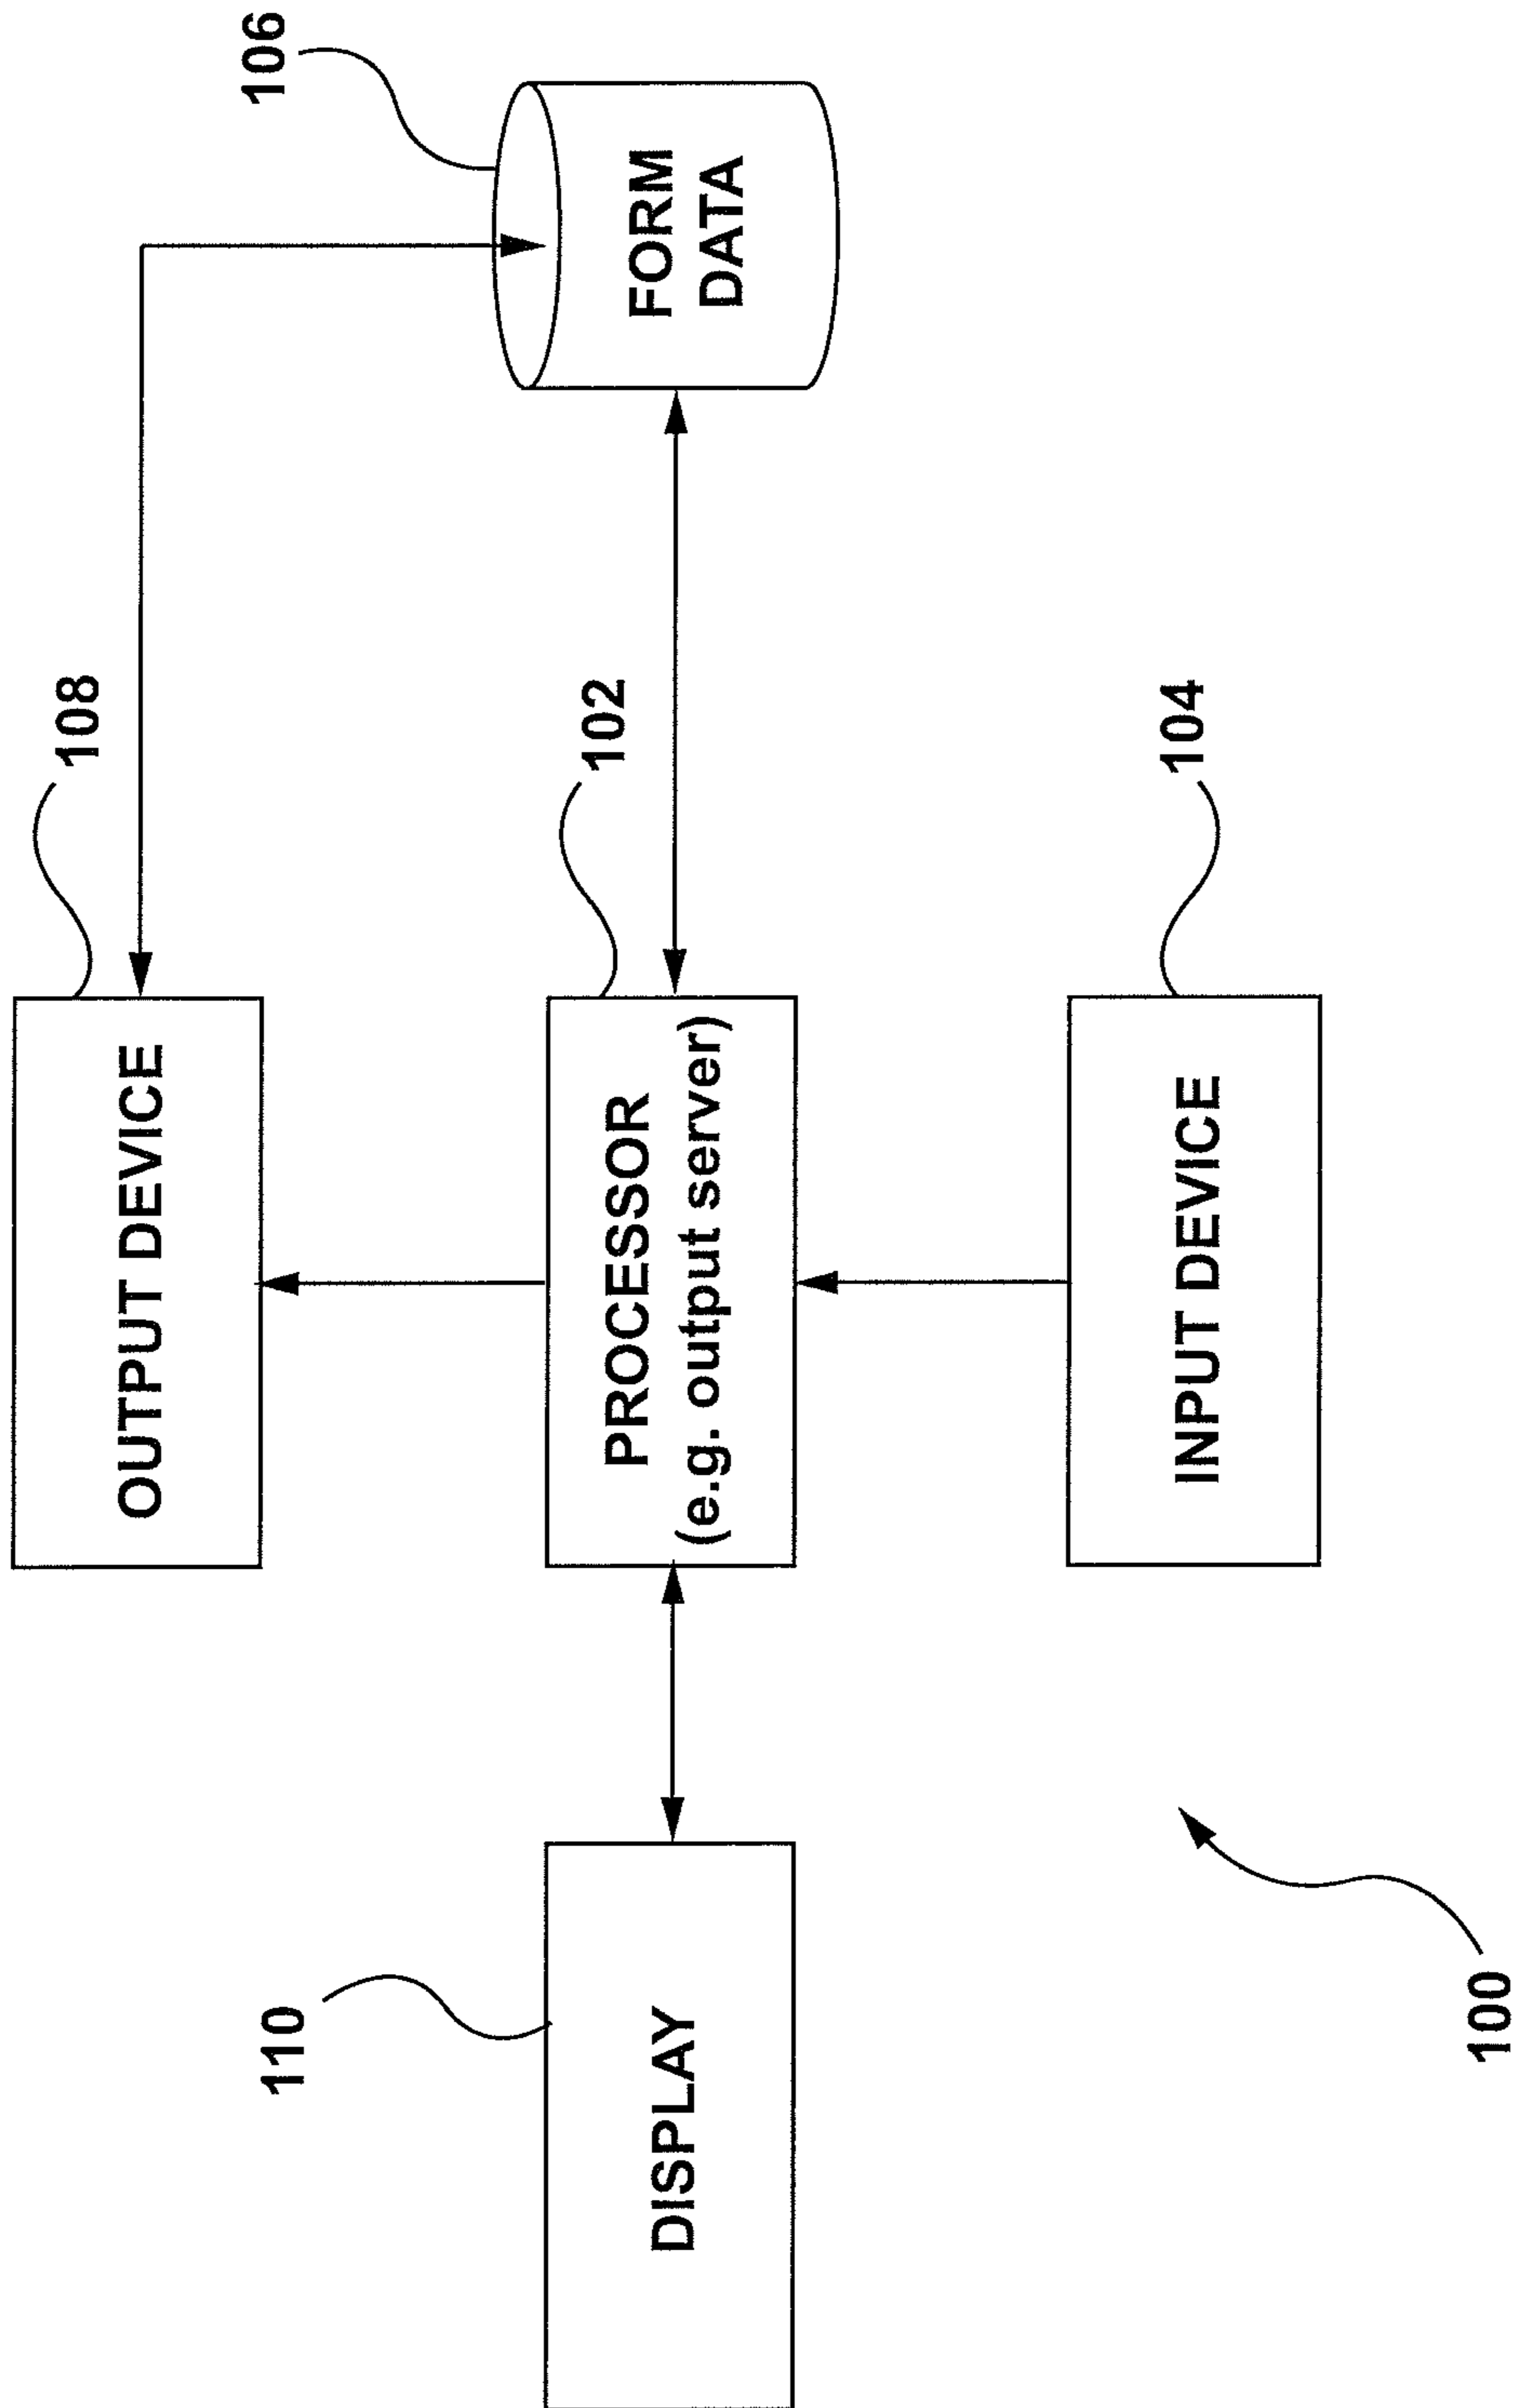 108
OUTPUT DEVICE
106
110
102
DISPLAY
PROCESSOR
(e.g. output server)
FORM
DATA
104
INPUT DEVICE
100